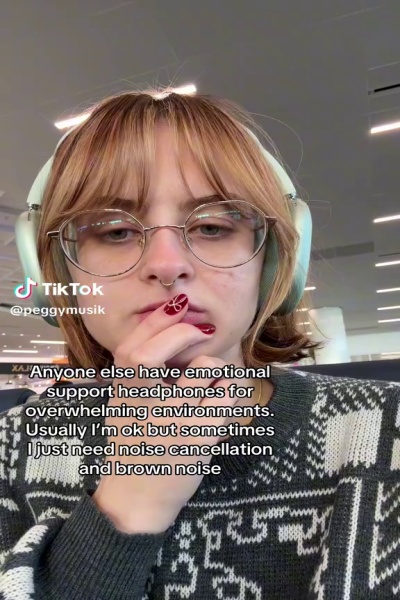 TikTok
@peggymusik
Anyone else have emotional
support headphones for
overwhelming environments.
Usually I'm ok but sometimes
I just need noise cancellation
and brown noise